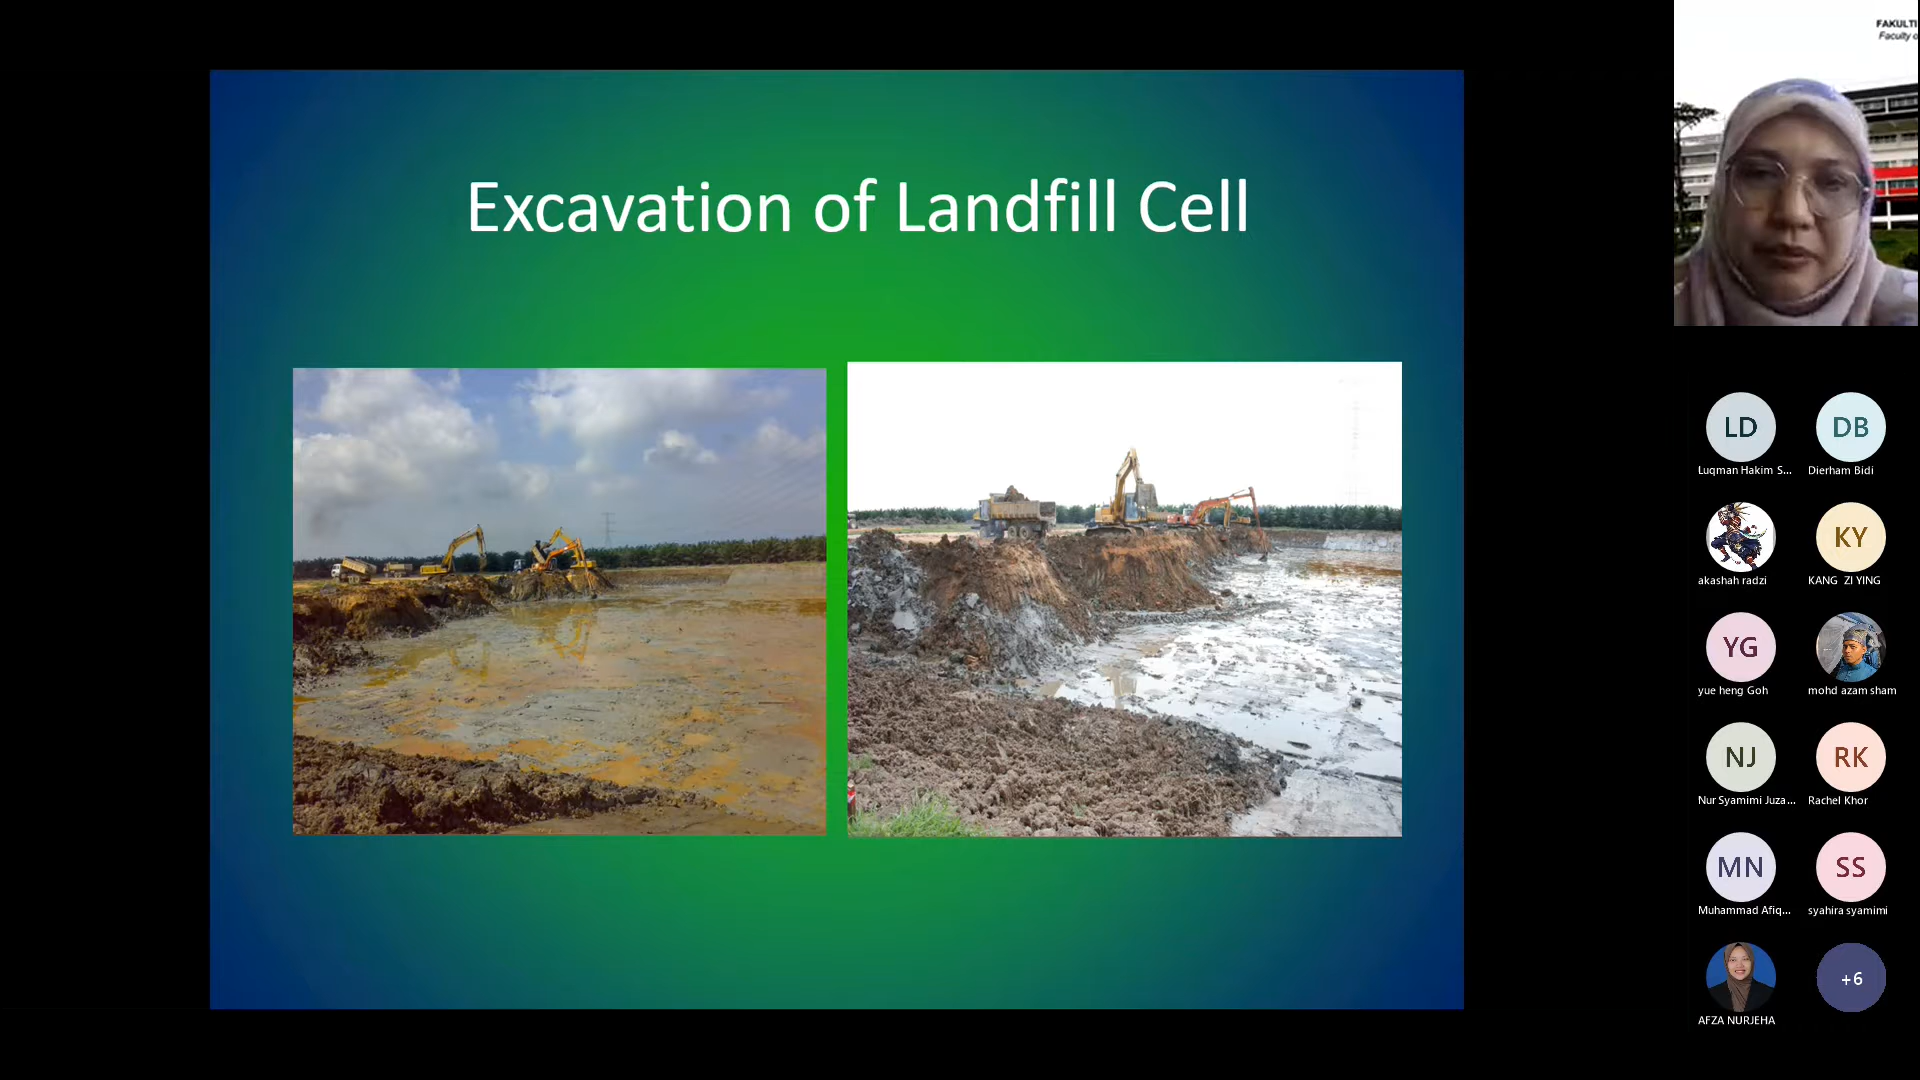 FAKULTI
Faculty o
Excavation of Landfill Cell
LD
DB
Luqman Hakim S...
Dierham Bidi
KY
akashah radzi
KANG ZI YING
YG
yue heng Goh
mohd azam sham
NJ
RK
Nur Syamimi Juza...
Rachel Khor
MN
SS
Muhammad Afiq...
syahira syamimi
+6
AFZA NURJEHA